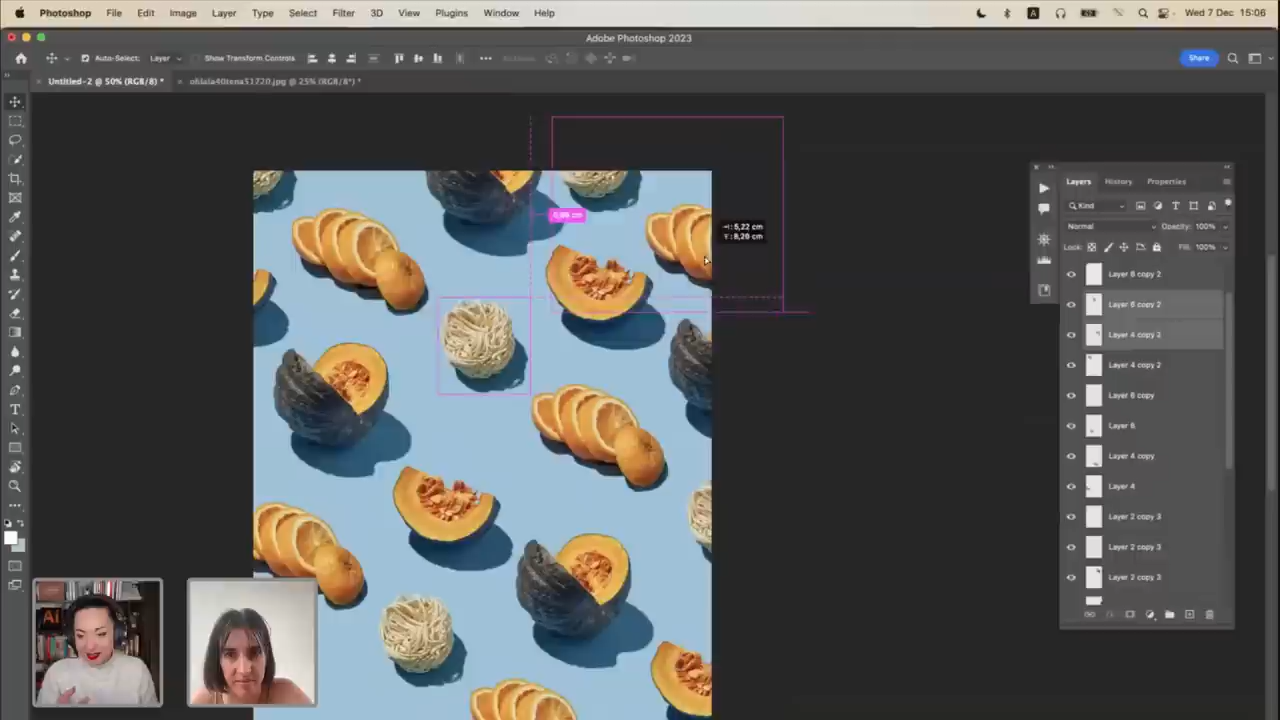 Photoshop File Edit Image Layer Type Select Filter 3D View Plugins Window Help
A
Wed 7 Dec 15:06
Adobe Photoshop 2023
Auto-Select: Layer
Show Transform Controls
Share
Untitled-2 @ 50% (RGB/8) *
Layers History Properties
Kind
Normal
Opacity: 100%
Lock:
Fill: 100%
Layer 6 copy 2
Layer 6 copy 2
Layer 4 copy 3
Layer 4 copy 2
Layer 6 copy
Layer 6
Layer 4 copy
Layer 4
Layer 2 copy 3
Layer 2 copy 3
Layer 2 copy 3
Ai